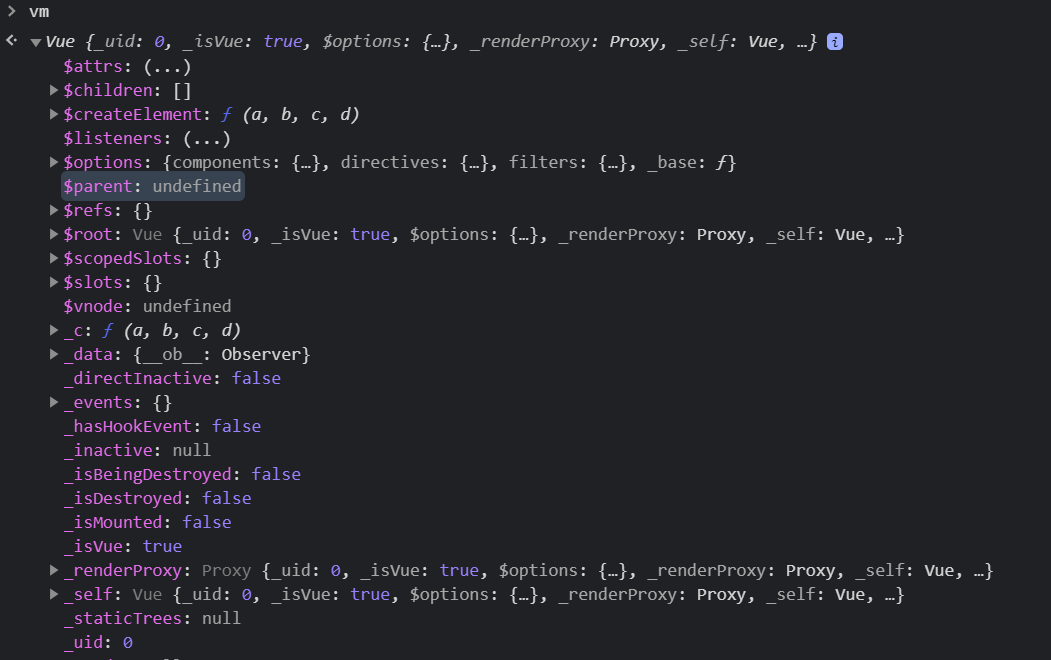 > vm
Vue {_uid: 0, _isVue: true, $options: {…}, _renderProxy: Proxy, _self: Vue, …} i
$attrs: (...)
$children: []
$createElement: ƒ (a, b, c, d)
$listeners: (...)
$options: {components: {…}, directives: {…}, filters: {…}, _base: ƒ}
$parent: undefined
$refs: {}
$root: Vue {_uid: 0, _isVue: true, $options: {…}, _renderProxy: Proxy, _self: Vue, …}
$scopedSlots: {}
$slots: {}
$vnode: undefined
_c: ƒ (a, b, c, d)
_data: {__ob__: Observer}
_directInactive: false
_events: {}
_hasHookEvent: false
_inactive: null
_isBeingDestroyed: false
_isDestroyed: false
_isMounted: false
_isVue: true
_renderProxy: Proxy {_uid: 0, _isVue: true, $options: {…}, _renderProxy: Proxy, _self: Vue, …}
_self: Vue {_uid: 0, _isVue: true, $options: {…}, _renderProxy: Proxy, _self: Vue, …}
_staticTrees: null
_uid: 0